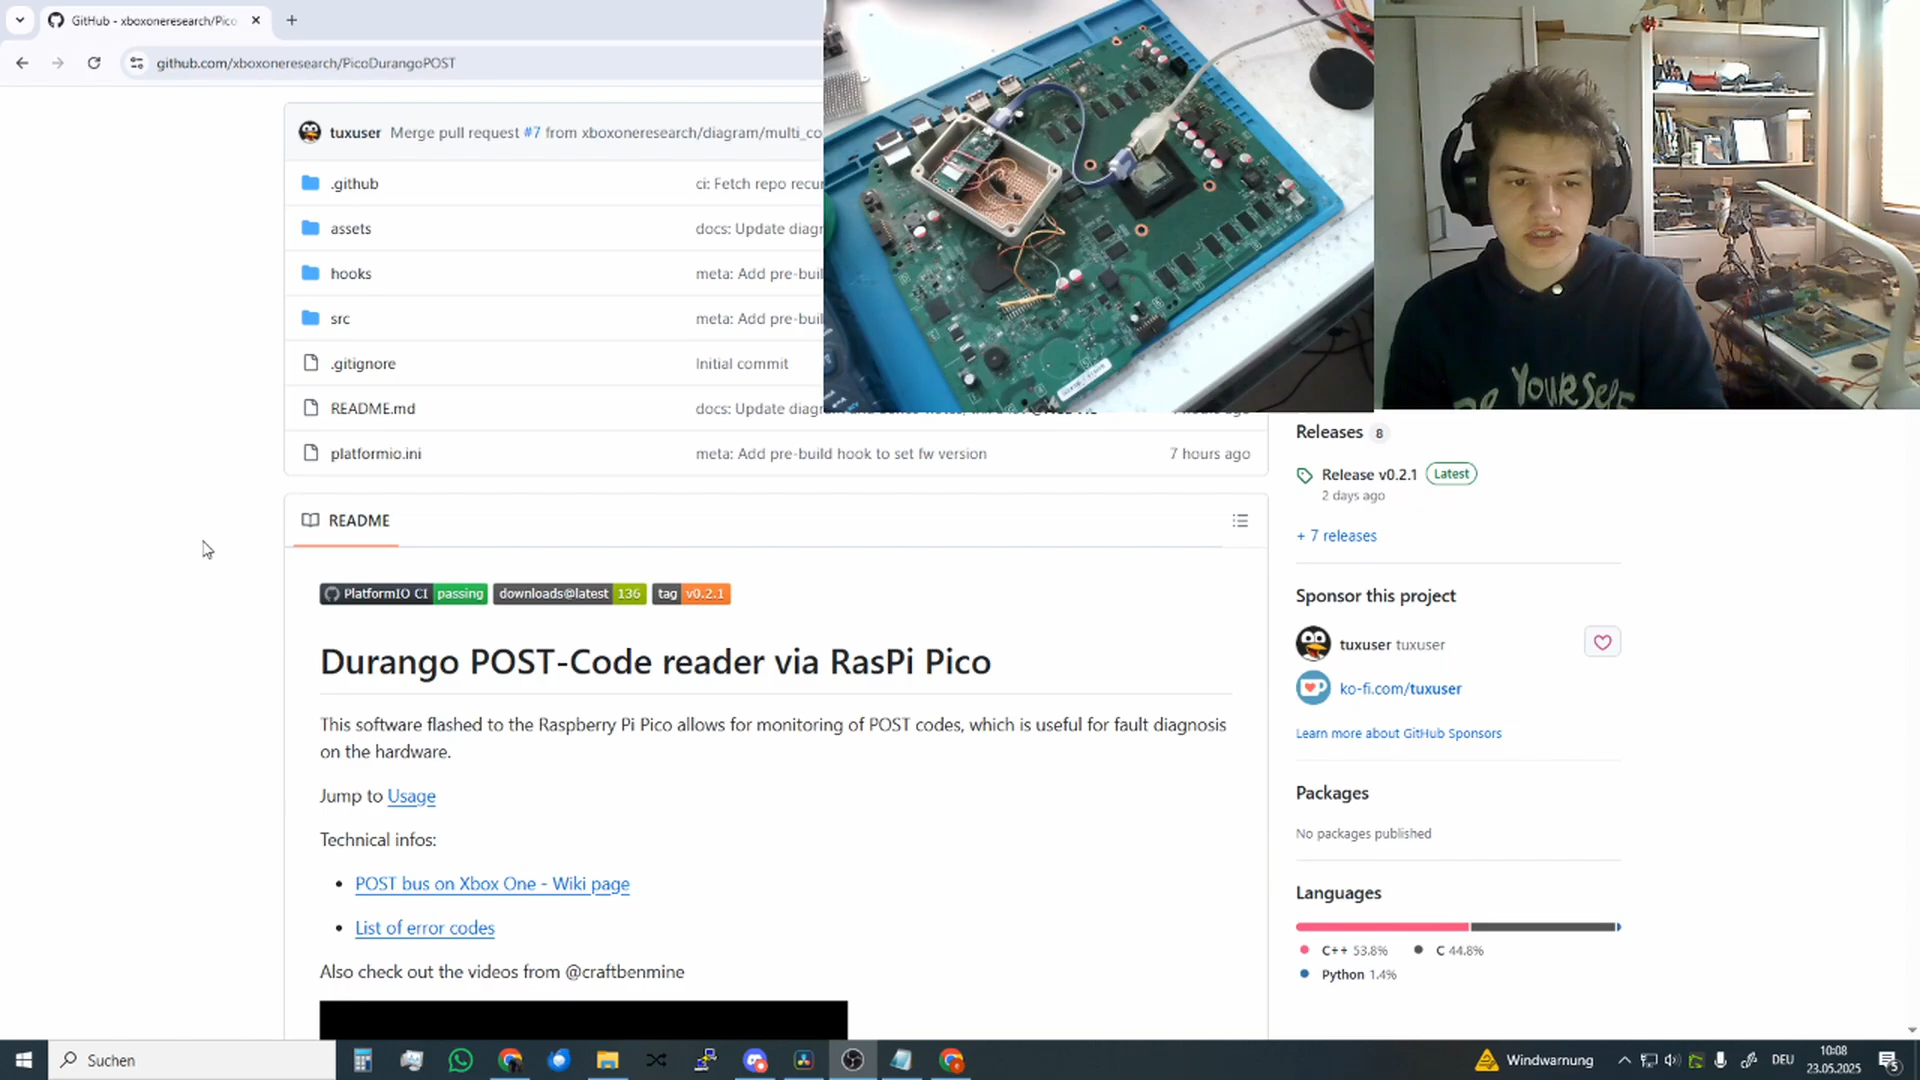 GitHub - xboxoneresearch/Pico
github.com/xboxoneresearch/PicoDurangoPOST
tuxuser Merge pull request #7 from xboxoneresearch/diagram/multi_co
.github ci: Fetch repo recu
assets docs: Update diagr
hooks meta: Add pre-buil
src meta: Add pre-buil
.gitignore Initial commit
README.md docs: Update diag
platformio.ini meta: Add pre-build hook to set fw version 7 hours ago
README
PlatformIO CI passing downloads@latest 136 tag v0.2.1
Durango POST-Code reader via RasPi Pico
This software flashed to the Raspberry Pi Pico allows for monitoring of POST codes, which is useful for fault diagnosis
on the hardware.
Jump to Usage
Technical infos:
• POST bus on Xbox One - Wiki page
• List of error codes
Also check out the videos from @craftbenmine
YOURSELF
Releases 8
Release v0.2.1 Latest
2 days ago
+ 7 releases
Sponsor this project
tuxuser tuxuser
ko-fi.com/tuxuser
Learn more about GitHub Sponsors
Packages
No packages published
Languages
C++ 53.8% C 44.8%
Python 1.4%
Suchen
Windwarnung
DEU
10:08
23.05.2025
5